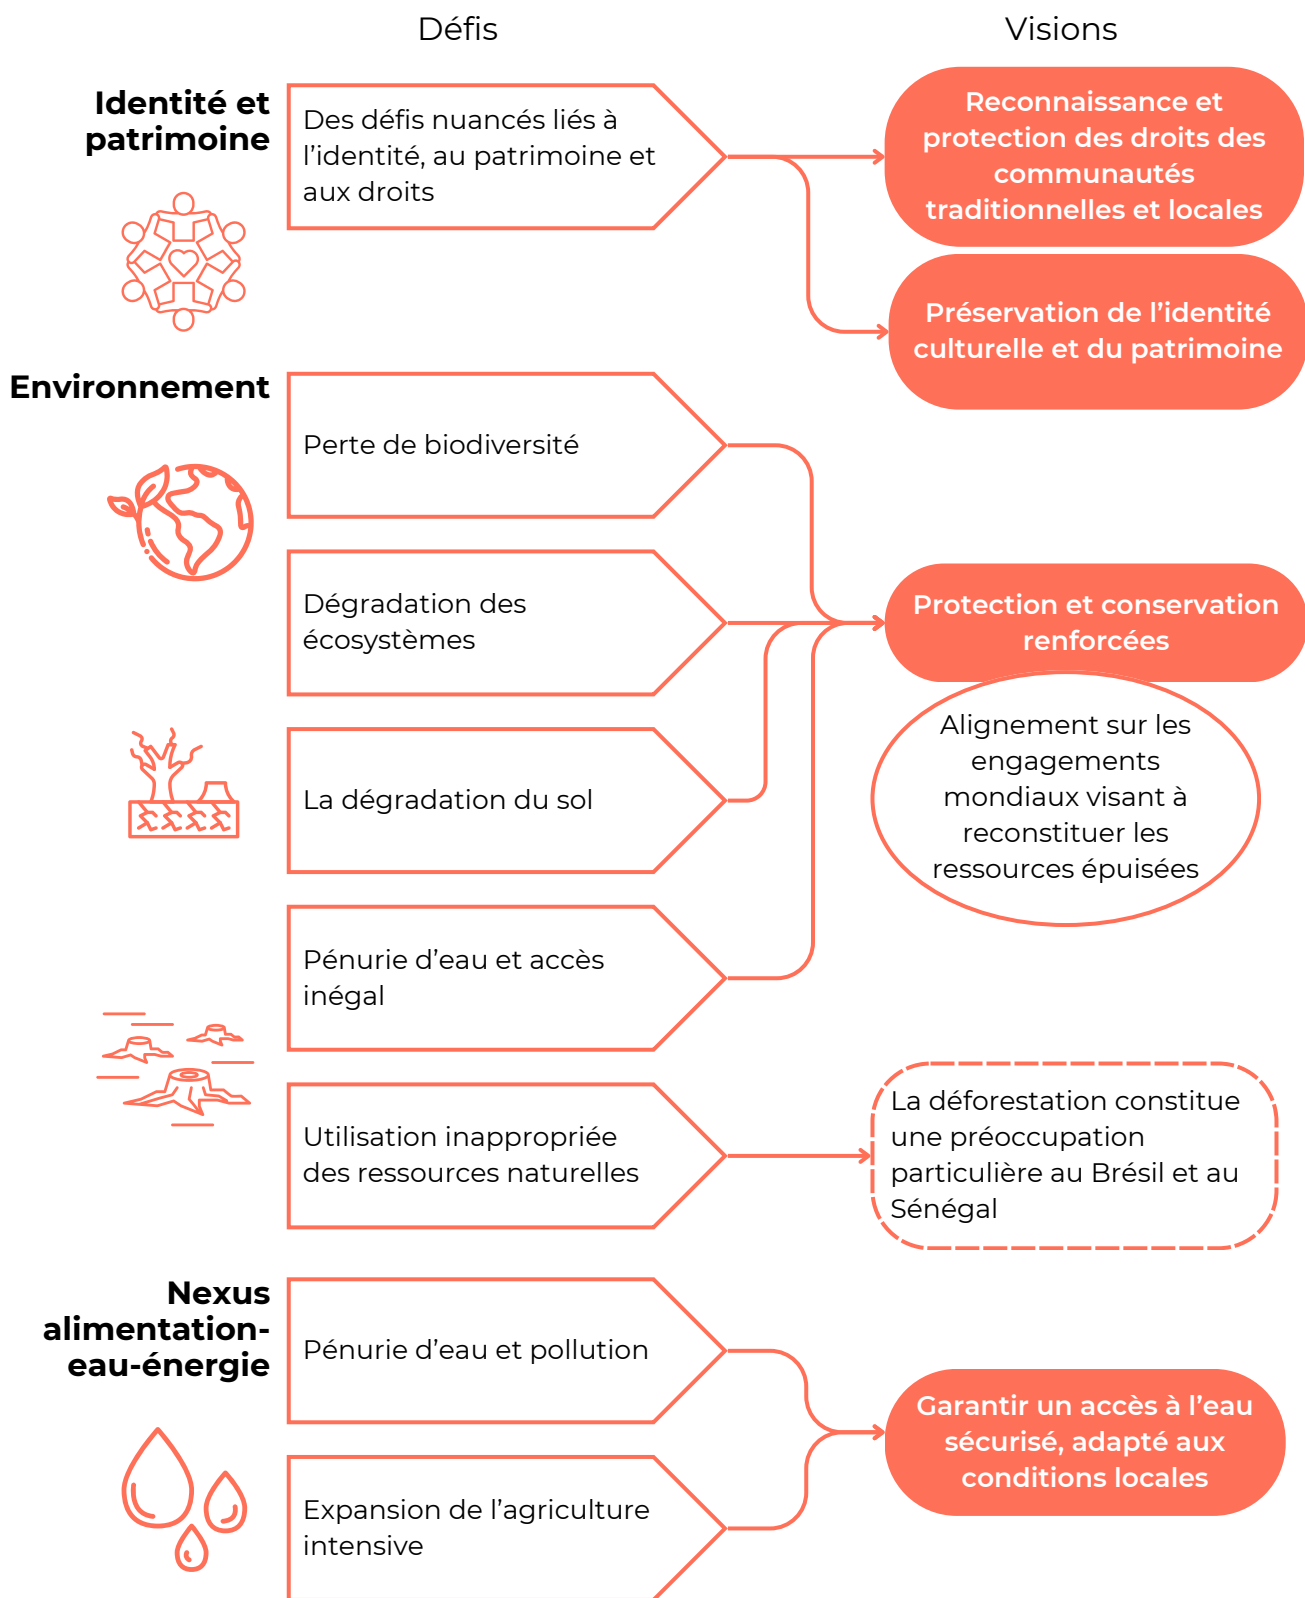 Défis
Visions
Identité et
patrimoine
Des défis nuancés liés à
l’identité, au patrimoine et
aux droits
Reconnaissance et
protection des droits des
communautés
traditionnelles et locales
Préservation de l’identité
culturelle et du patrimoine
Environnement
Perte de biodiversité
Dégradation des
écosystèmes
La dégradation du sol
Pénurie d’eau et accès
inégal
Protection et conservation
renforcées
Alignement sur les
engagements
mondiaux visant à
reconstituer les
ressources épuisées
Utilisation inappropriée
des ressources naturelles
La déforestation constitue
une préoccupation
particulière au Brésil et au
Sénégal
Nexus
alimentation-
eau-énergie
Pénurie d’eau et pollution
Expansion de l’agriculture
intensive
Garantir un accès à l’eau
sécurisé, adapté aux
conditions locales